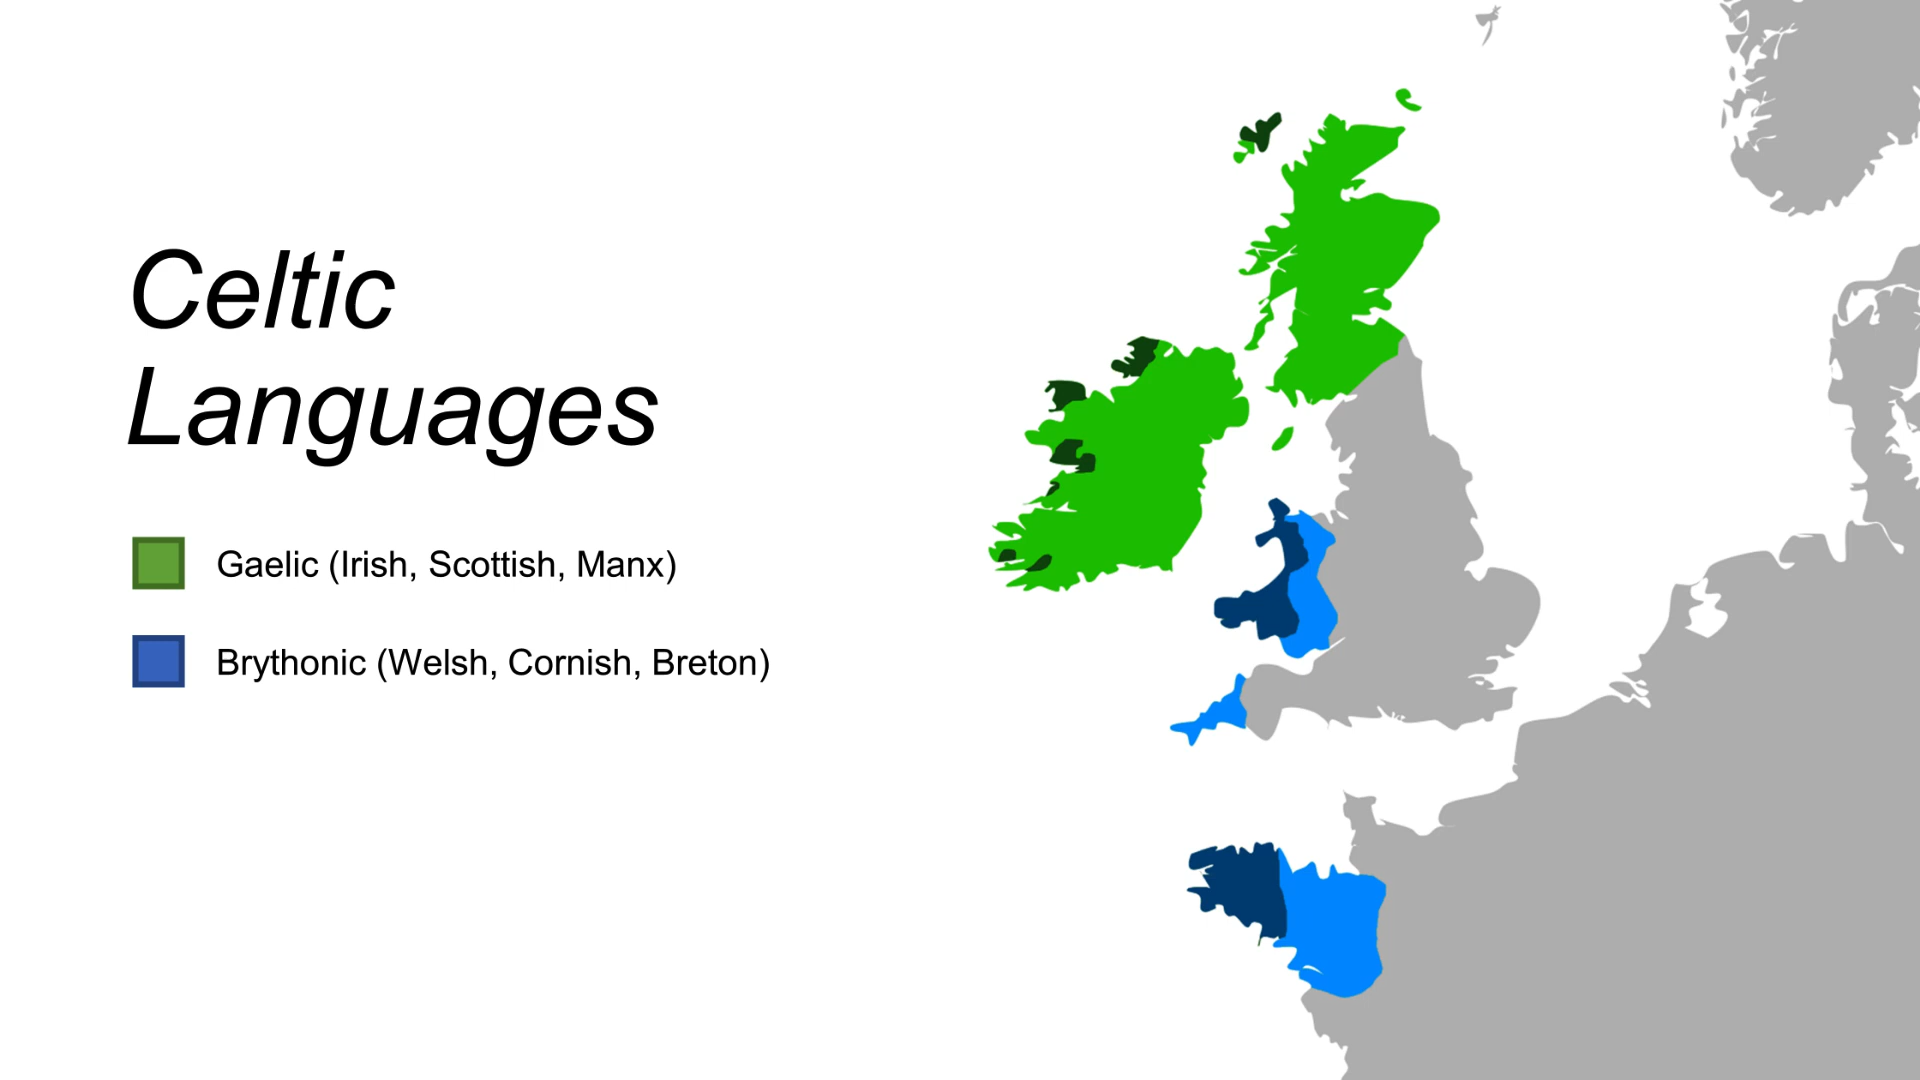 Celtic
Languages
Gaelic (Irish, Scottish, Manx)
Brythonic (Welsh, Cornish, Breton)